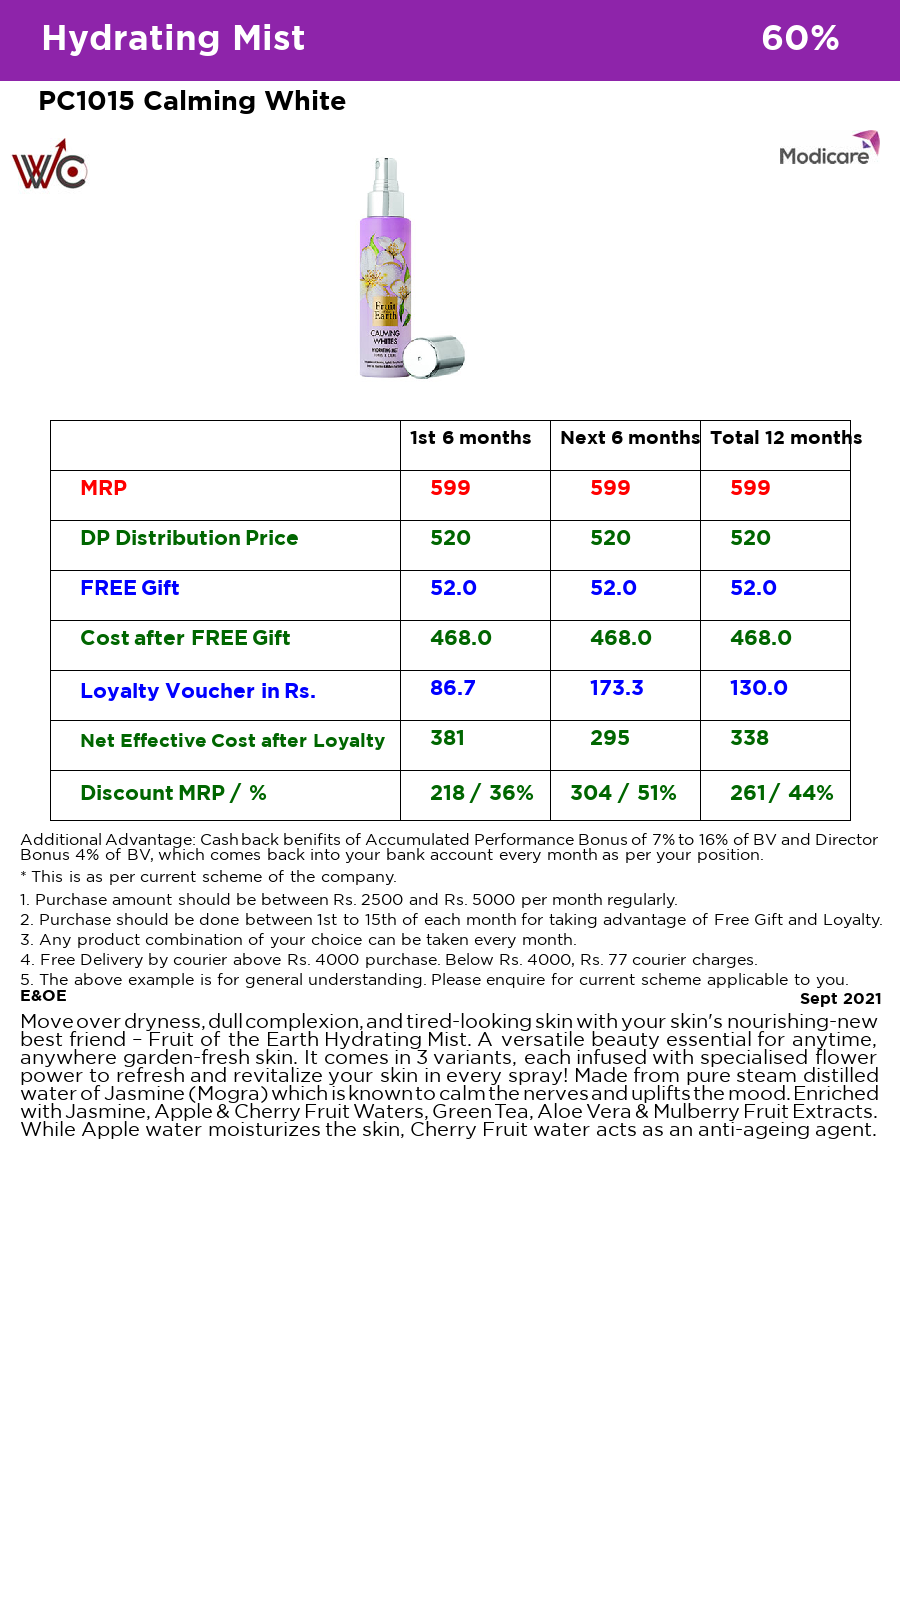 Hydrating Mist 60%
PC1015 Calming White
WC
Modicare
Fruit
Earth
CALMING
WHITES
HYDRATING MIST
1st 6 months Next 6 months Total 12 months
MRP 599 599 599
DP Distribution Price 520 520 520
FREE Gift 52.0 52.0 52.0
Cost after FREE Gift 468.0 468.0 468.0
Loyalty Voucher in Rs. 86.7 173.3 130.0
Net Effective Cost after Loyalty 381 295 338
Discount MRP / % 218 / 36% 304 / 51% 261 / 44%
Additional Advantage: Cashback benifits of Accumulated Performance Bonus of 7% to 16% of BV and Director
Bonus 4% of BV, which comes back into your bank account every month as per your position.
* This is as per current scheme of the company.
1. Purchase amount should be between Rs. 2500 and Rs. 5000 per month regularly.
2. Purchase should be done between 1st to 15th of each month for taking advantage of Free Gift and Loyalty.
3. Any product combination of your choice can be taken every month.
4. Free Delivery by courier above Rs. 4000 purchase. Below Rs. 4000, Rs. 77 courier charges.
5. The above example is for general understanding. Please enquire for current scheme applicable to you.
E&OE Sept 2021
Move over dryness, dull complexion, and tired-looking skin with your skin's nourishing-new
best friend – Fruit of the Earth Hydrating Mist. A versatile beauty essential for anytime,
anywhere garden-fresh skin. It comes in 3 variants, each infused with specialised flower
power to refresh and revitalize your skin in every spray! Made from pure steam distilled
water of Jasmine (Mogra) which is known to calm the nerves and uplifts the mood. Enriched
with Jasmine, Apple & Cherry Fruit Waters, Green Tea, Aloe Vera & Mulberry Fruit Extracts.
While Apple water moisturizes the skin, Cherry Fruit water acts as an anti-ageing agent.